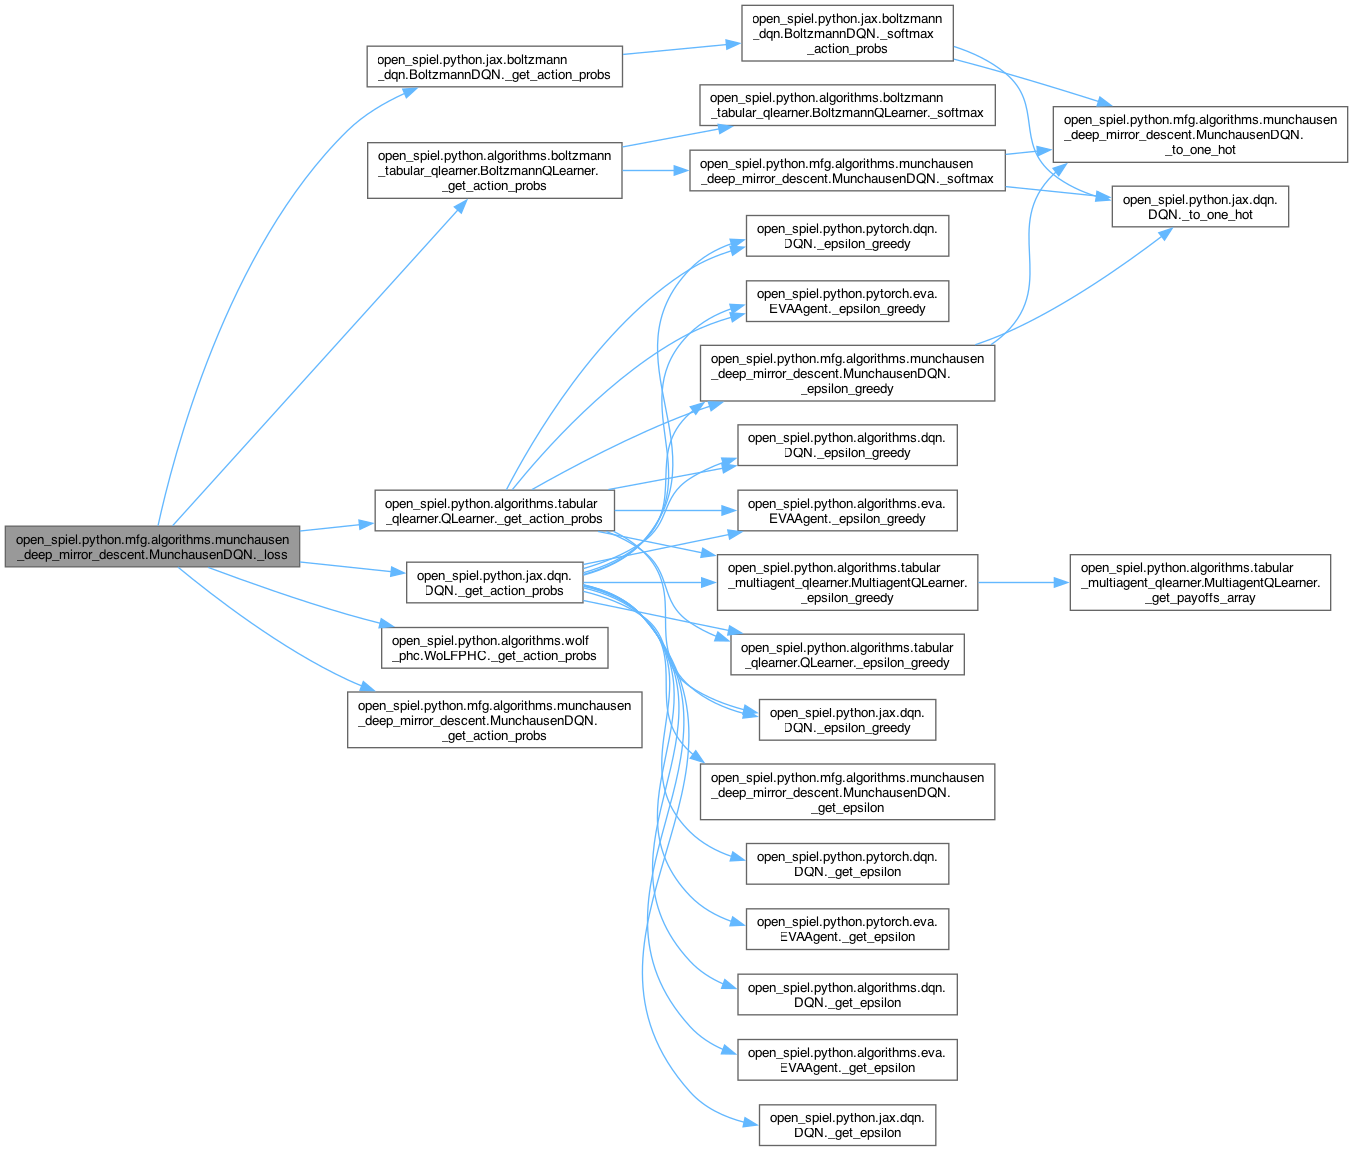 open_spiel.python.mfg.algorithms.munchausen
_deep_mirror_descent.MunchausenDQN._loss
open_spiel.python.jax.boltzmann
_dqn.BoltzmannDQN._get_action_probs
open_spiel.python.algorithms.boltzmann
_tabular_qlearner.BoltzmannQLearner.
_get_action_probs
open_spiel.python.algorithms.tabular
_qlearner.QLearner._get_action_probs
open_spiel.python.jax.dqn.
DQN._get_action_probs
open_spiel.python.algorithms.wolf
_phc.WoLFPHC._get_action_probs
open_spiel.python.mfg.algorithms.munchausen
_deep_mirror_descent.MunchausenDQN.
_get_action_probs
open_spiel.python.jax.boltzmann
_dqn.BoltzmannDQN._softmax
_action_probs
open_spiel.python.algorithms.boltzmann
_tabular_qlearner.BoltzmannQLearner._softmax
open_spiel.python.mfg.algorithms.munchausen
_deep_mirror_descent.MunchausenDQN._softmax
open_spiel.python.pytorch.dqn.
DQN._epsilon_greedy
open_spiel.python.pytorch.eva.
EVAAgent._epsilon_greedy
open_spiel.python.mfg.algorithms.munchausen
_deep_mirror_descent.MunchausenDQN.
_epsilon_greedy
open_spiel.python.algorithms.dqn.
DQN._epsilon_greedy
open_spiel.python.algorithms.eva.
EVAAgent._epsilon_greedy
open_spiel.python.algorithms.tabular
_multiagent_qlearner.MultiagentQLearner.
_epsilon_greedy
open_spiel.python.algorithms.tabular
_qlearner.QLearner._epsilon_greedy
open_spiel.python.jax.dqn.
DQN._epsilon_greedy
open_spiel.python.mfg.algorithms.munchausen
_deep_mirror_descent.MunchausenDQN.
_get_epsilon
open_spiel.python.pytorch.dqn.
DQN._get_epsilon
open_spiel.python.pytorch.eva.
EVAAgent._get_epsilon
open_spiel.python.algorithms.dqn.
DQN._get_epsilon
open_spiel.python.algorithms.eva.
EVAAgent._get_epsilon
open_spiel.python.jax.dqn.
DQN._get_epsilon
open_spiel.python.mfg.algorithms.munchausen
_deep_mirror_descent.MunchausenDQN.
_to_one_hot
open_spiel.python.jax.dqn.
DQN._to_one_hot
open_spiel.python.algorithms.tabular
_multiagent_qlearner.MultiagentQLearner.
_get_payoffs_array